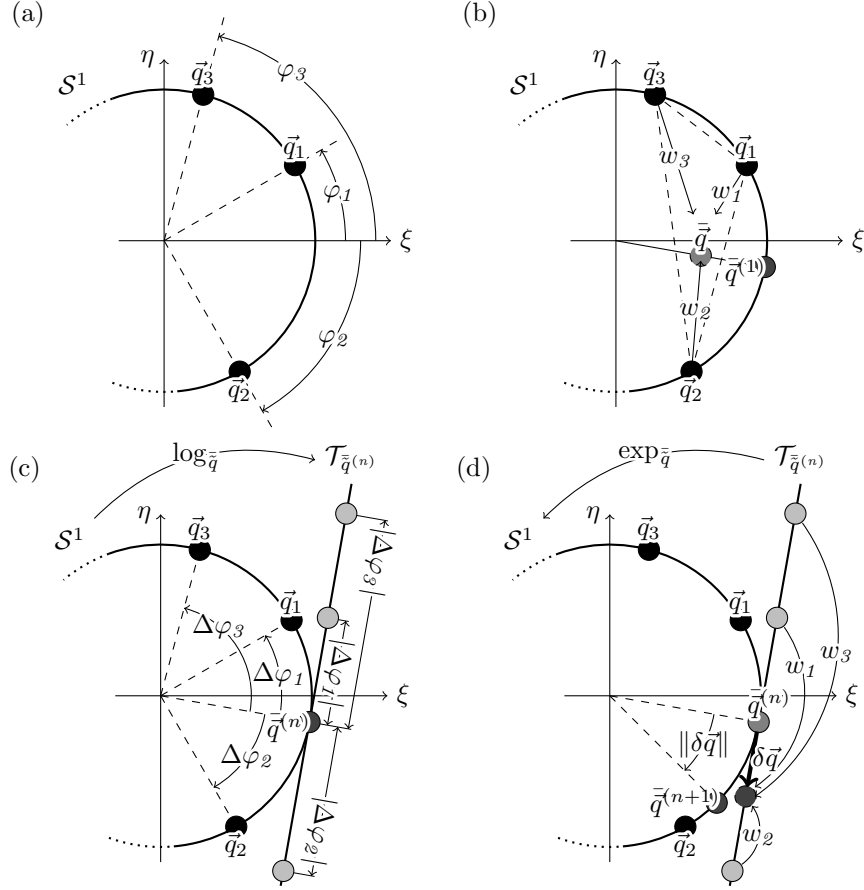 (a)
η
S¹
q⃗₃
φ₃
q⃗₁
φ₁
ξ
φ₂
q⃗₂
(b)
η
S¹
q⃗₃
q⃗₁
w₃
w₁
q̄⃗
ξ
q̄⃗⁽¹⁾
w₂
q⃗₂
(c)
log_q̄⃗
T_q̄⃗⁽ⁿ⁾
S¹
η
q⃗₃
|Δφ₃|
q⃗₁
Δφ₃
Δφ₁
|Δφ₁|
ξ
q̄⃗⁽ⁿ⁾
Δφ₂
|Δφ₂|
q⃗₂
(d)
exp_q̄⃗
T_q̄⃗⁽ⁿ⁾
S¹
η
q⃗₃
q⃗₁
w₁
w₃
q̄⃗⁽ⁿ⁾
ξ
‖δq⃗‖
δq⃗
q̄⃗⁽ⁿ⁺¹⁾
q⃗₂
w₂